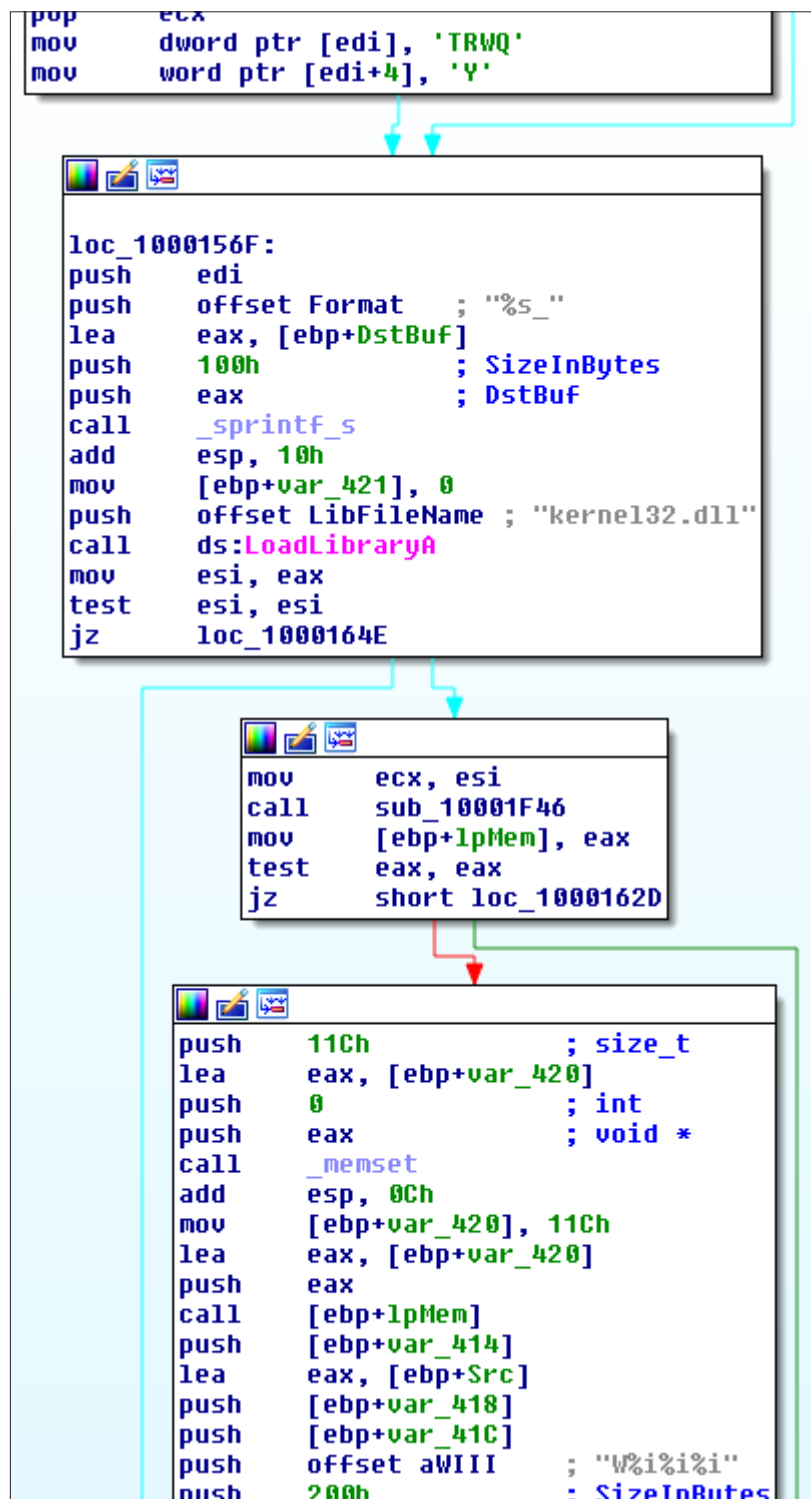 pop ecx
mov dword ptr [edi], 'TRWQ'
mov word ptr [edi+4], 'Y'
loc_1000156F:
push edi
push offset Format ; "%s_"
lea eax, [ebp+DstBuf]
push 100h ; SizeInBytes
push eax ; DstBuf
call _sprintf_s
add esp, 10h
mov [ebp+var_421], 0
push offset LibFileName ; "kernel32.dll"
call ds:LoadLibraryA
mov esi, eax
test esi, esi
jz loc_1000164E
mov ecx, esi
call sub_10001F46
mov [ebp+lpMem], eax
test eax, eax
jz short loc_1000162D
push 11Ch ; size_t
lea eax, [ebp+var_420]
push 0 ; int
push eax ; void *
call _memset
add esp, 0Ch
mov [ebp+var_420], 11Ch
lea eax, [ebp+var_420]
push eax
call [ebp+lpMem]
push [ebp+var_414]
lea eax, [ebp+Src]
push [ebp+var_418]
push [ebp+var_41C]
push offset aWIII ; "W%i%i%i"
push 200h ; SizeInBytes